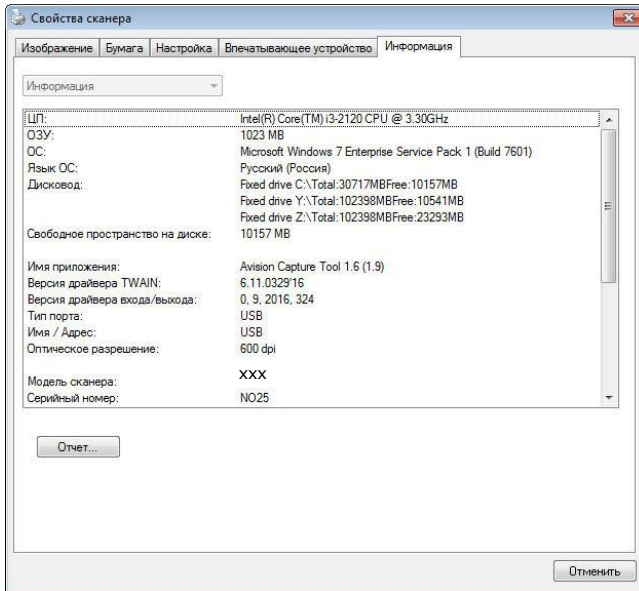 Свойства сканера
Изображение Бумага Настройка Впечатывающее устройство Информация
Информация
ЦП: Intel(R) Core(TM) i3-2120 CPU @ 3.30GHz
ОЗУ: 1023 MB
ОС: Microsoft Windows 7 Enterprise Service Pack 1 (Build 7601)
Язык ОС: Русский (Россия)
Дисковод: Fixed drive C:\Total:30717MBFree:10157MB
Fixed drive Y:\Total:102398MBFree:10541MB
Fixed drive Z:\Total:102398MBFree:23293MB
Свободное пространство на диске: 10157 MB
Имя приложения: Avision Capture Tool 1.6 (1.9)
Версия драйвера TWAIN: 6.11.0329'16
Версия драйвера входа/выхода: 0, 9, 2016, 324
Тип порта: USB
Имя / Адрес: USB
Оптическое разрешение: 600 dpi
Модель сканера: xxx
Серийный номер: NO25
Отчет...
Отменить